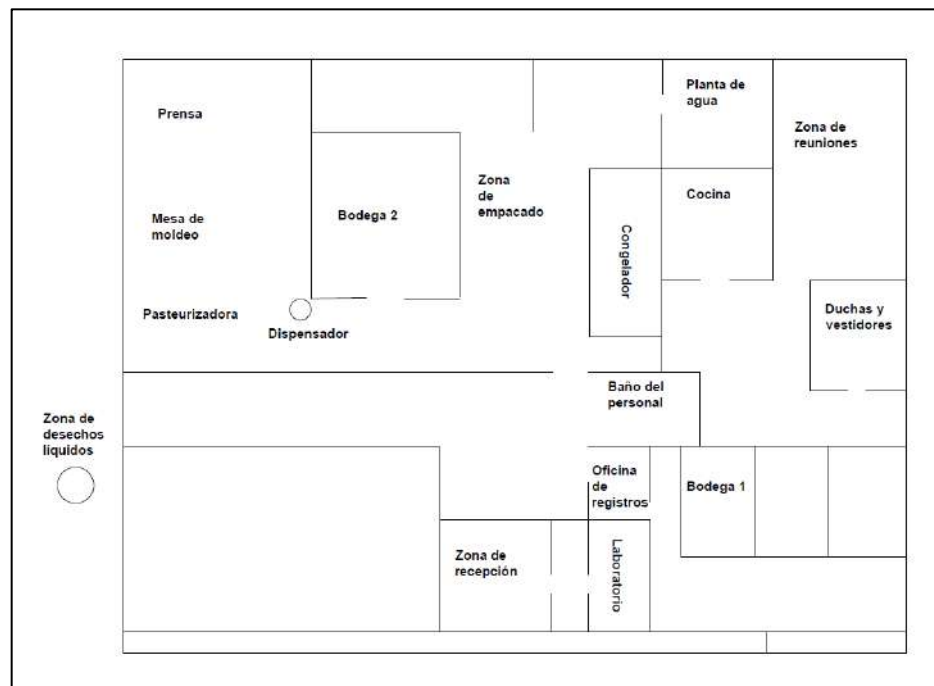 Prensa
Planta de
agua
Zona de
reuniones
Zona
de
empacado
Cocina
Mesa de
moldeo
Bodega 2
Congelador
Pasteurizadora
Dispensador
Duchas y
vestidores
Baño del
personal
Zona de
desechos
líquidos
Oficina
de
registros
Bodega 1
Zona de
recepción
Laboratorio